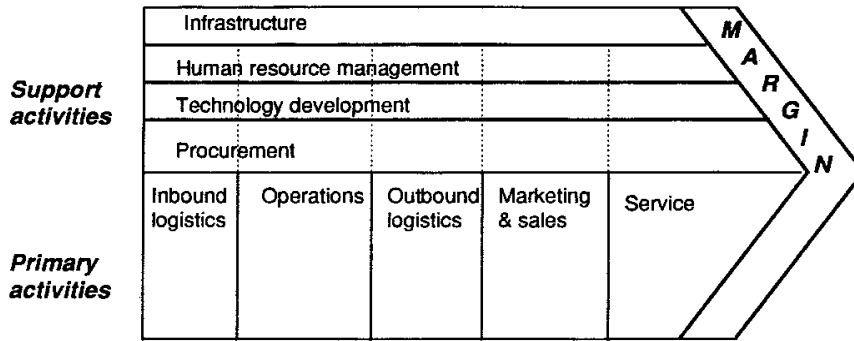 Infrastructure
Human resource management
Support
activities
Technology development
Procurement
Inbound
logistics
Operations
Outbound
logistics
Marketing
& sales
Service
Primary
activities
MARGIN